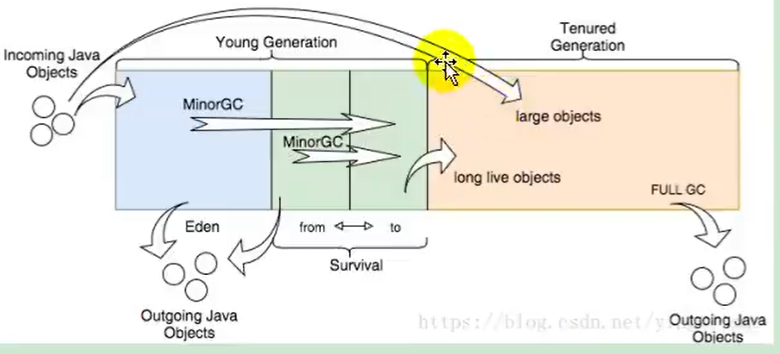 Incoming Java
Objects
Young Generation
Tenured
Generation
MinorGC
MinorGC
large objects
long live objects
FULL GC
Eden
from
to
Survival
Outgoing Java
Objects
Outgoing Java
Objects
https://blog.csdn.net/